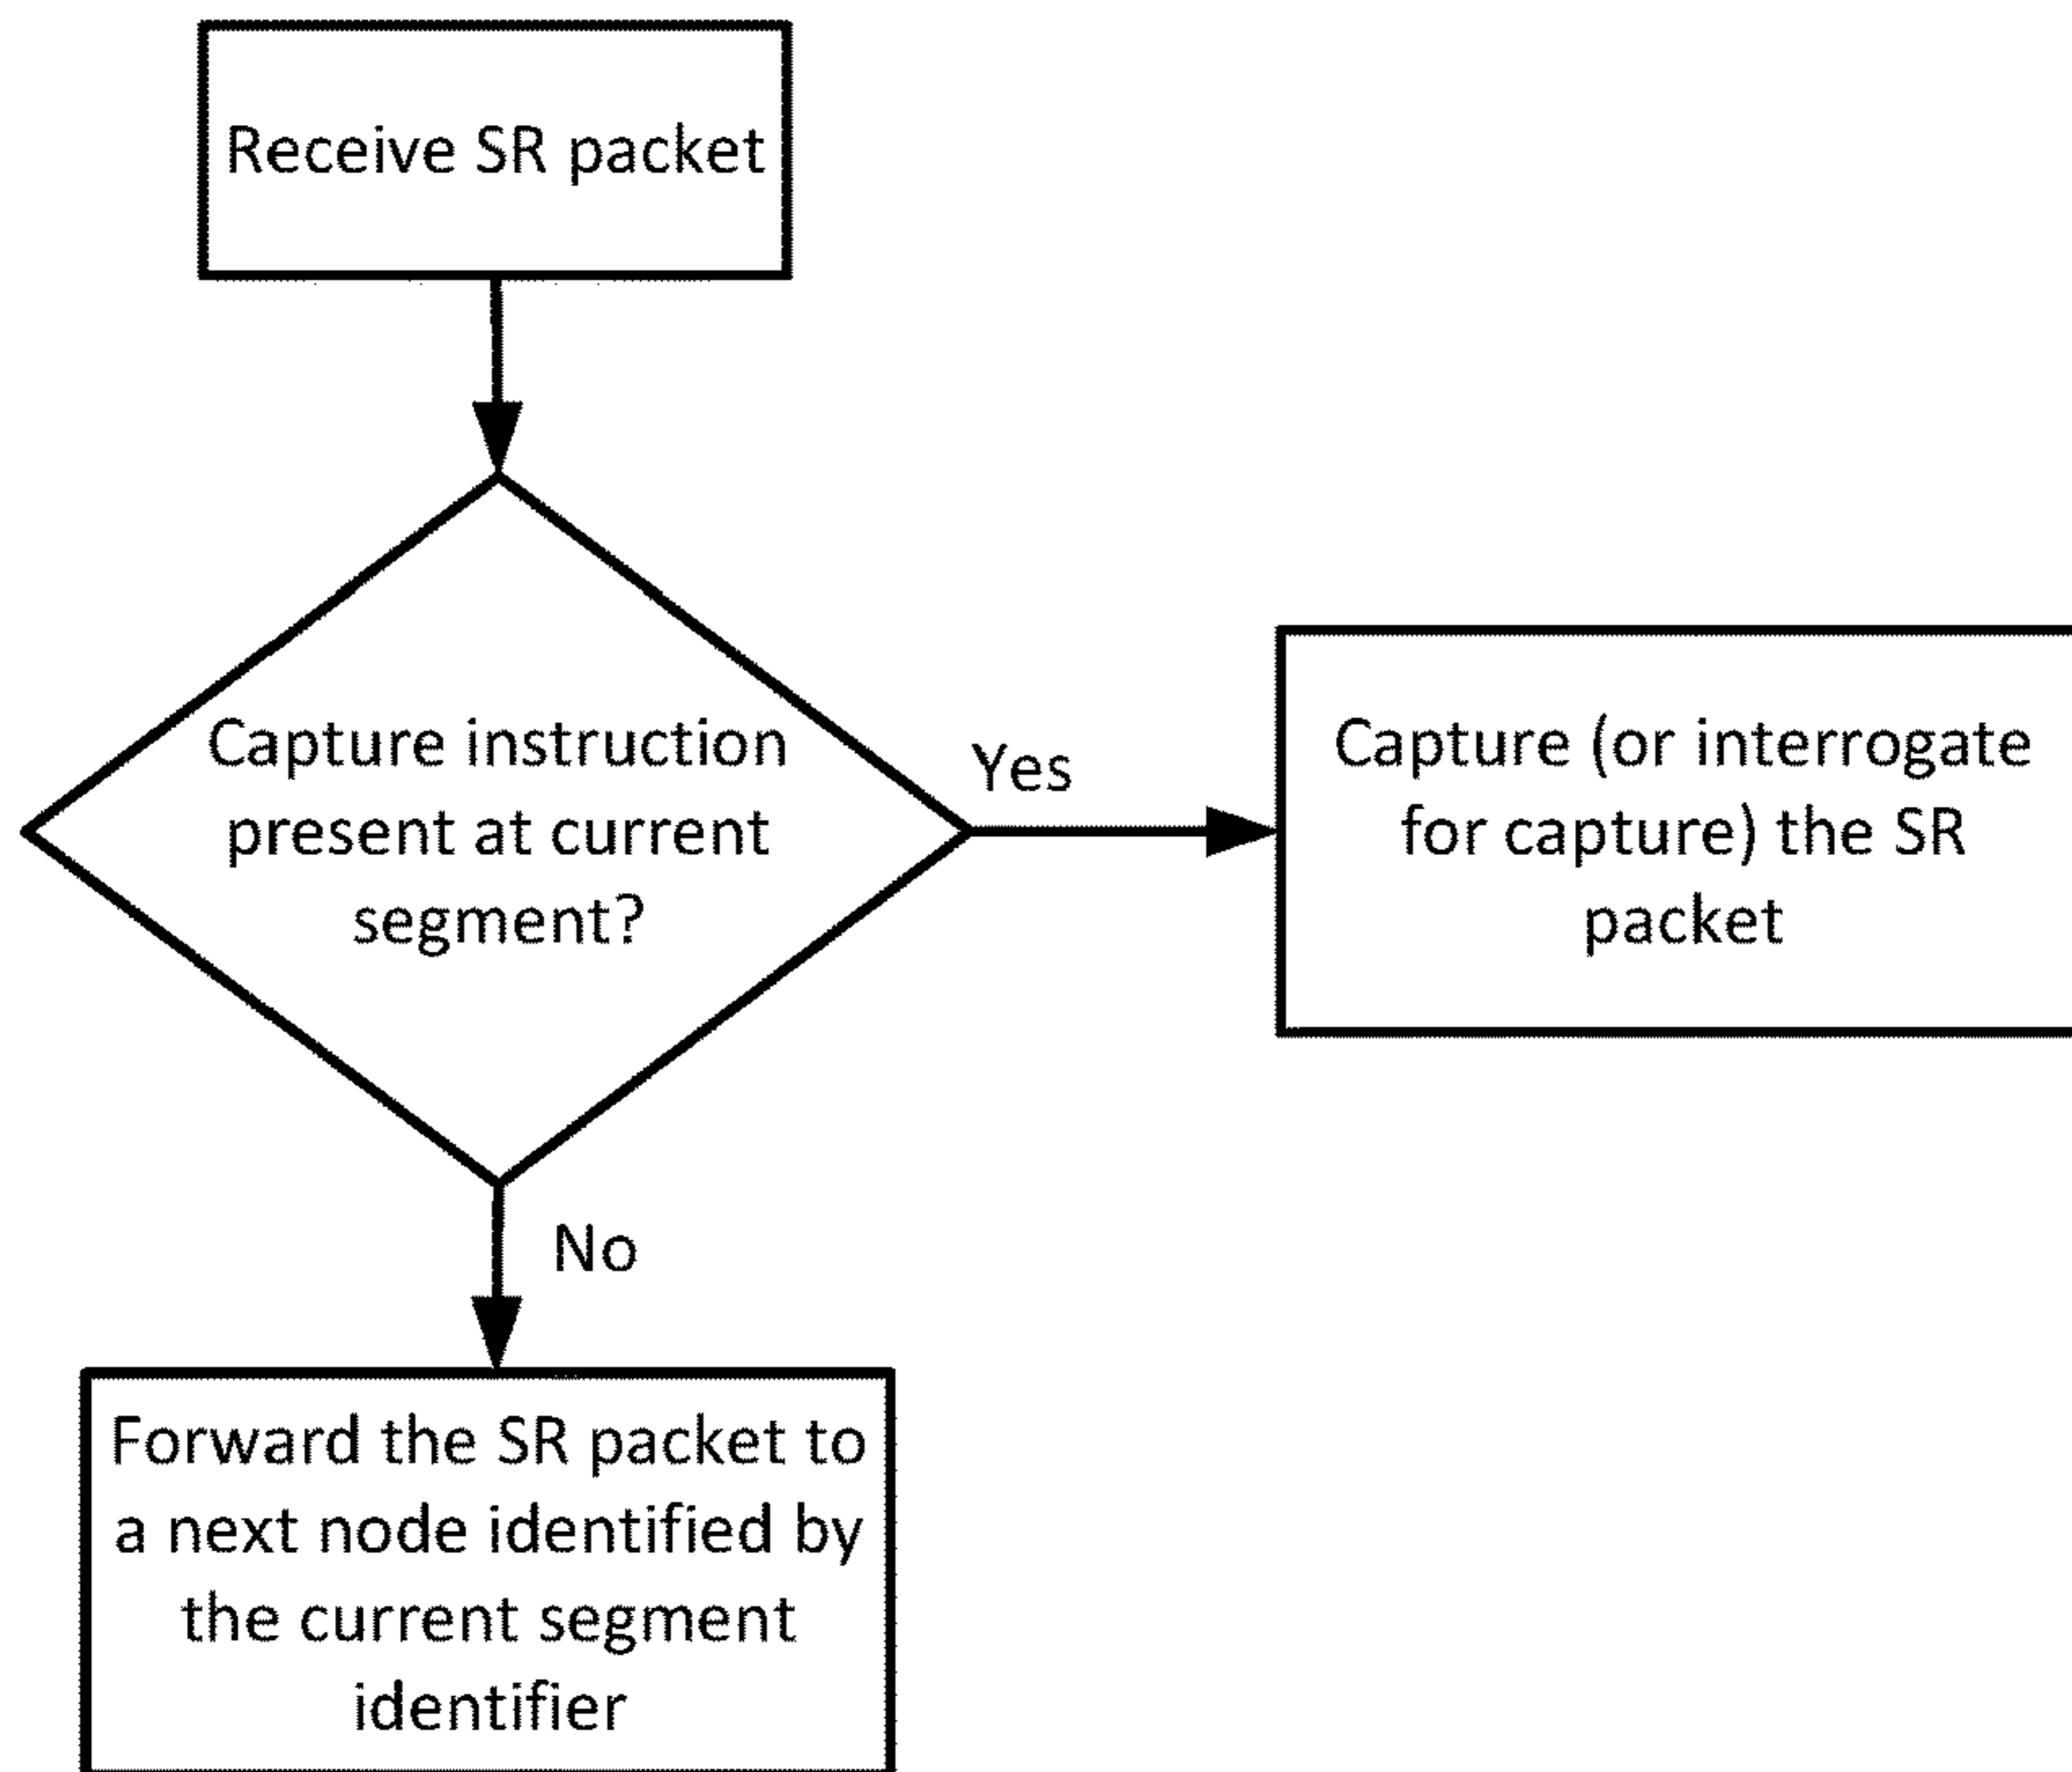 Receive SR packet
Capture instruction
present at current
segment?
Yes
Capture (or interrogate
for capture) the SR
packet
No
Forward the SR packet to
a next node identified by
the current segment
identifier